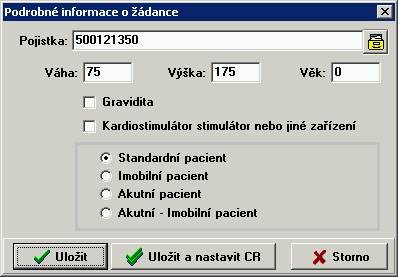 Podrobné informace o žádance
Pojistka: 500121350
Váha: 75 Výška: 175 Věk: 0
Gravidita
Kardiostimulátor stimulátor nebo jiné zařízení
Standardní pacient
Imobilní pacient
Akutní pacient
Akutní - Imobilní pacient
Uložit Uložit a nastavit CR Storno